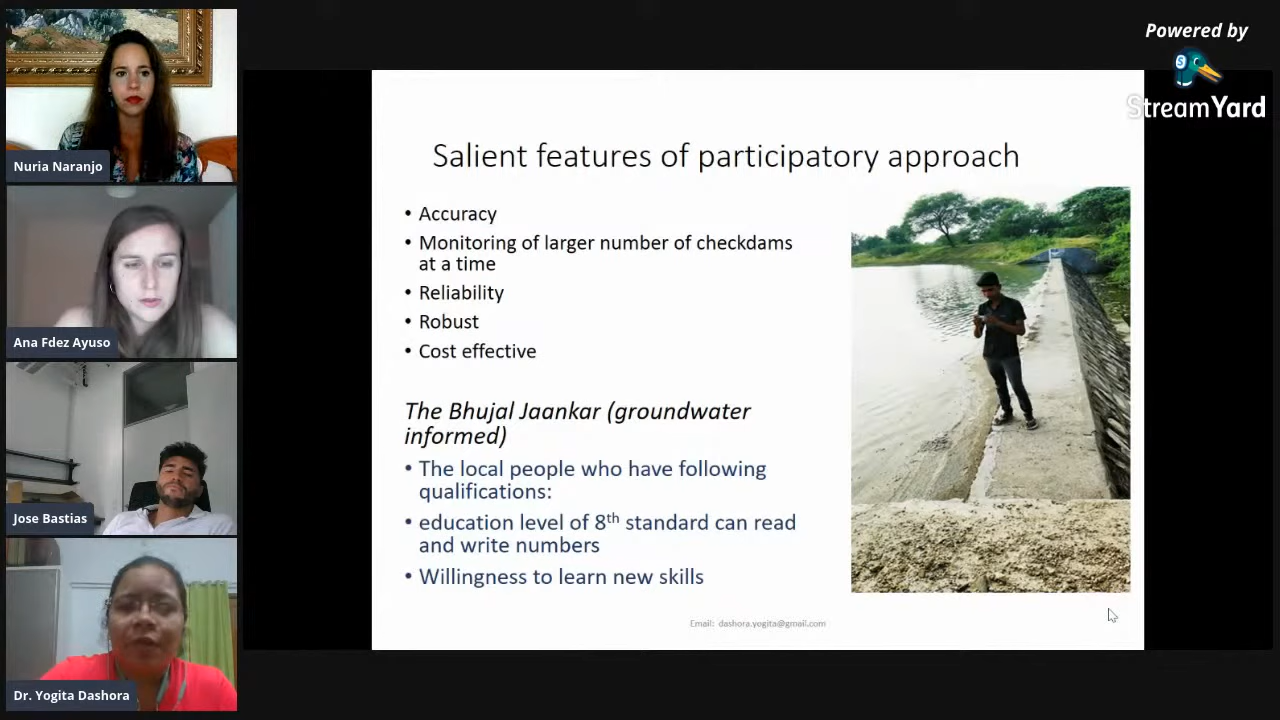 Powered by
StreamYard
Nuria Naranjo
Ana Fdez Ayuso
Jose Bastias
Dr. Yogita Dashora
Salient features of participatory approach
• Accuracy
• Monitoring of larger number of checkdams
at a time
• Reliability
• Robust
• Cost effective
The Bhujal Jaankar (groundwater
informed)
• The local people who have following
qualifications:
• education level of 8th standard can read
and write numbers
• Willingness to learn new skills
Email: dashora.yogita@gmail.com